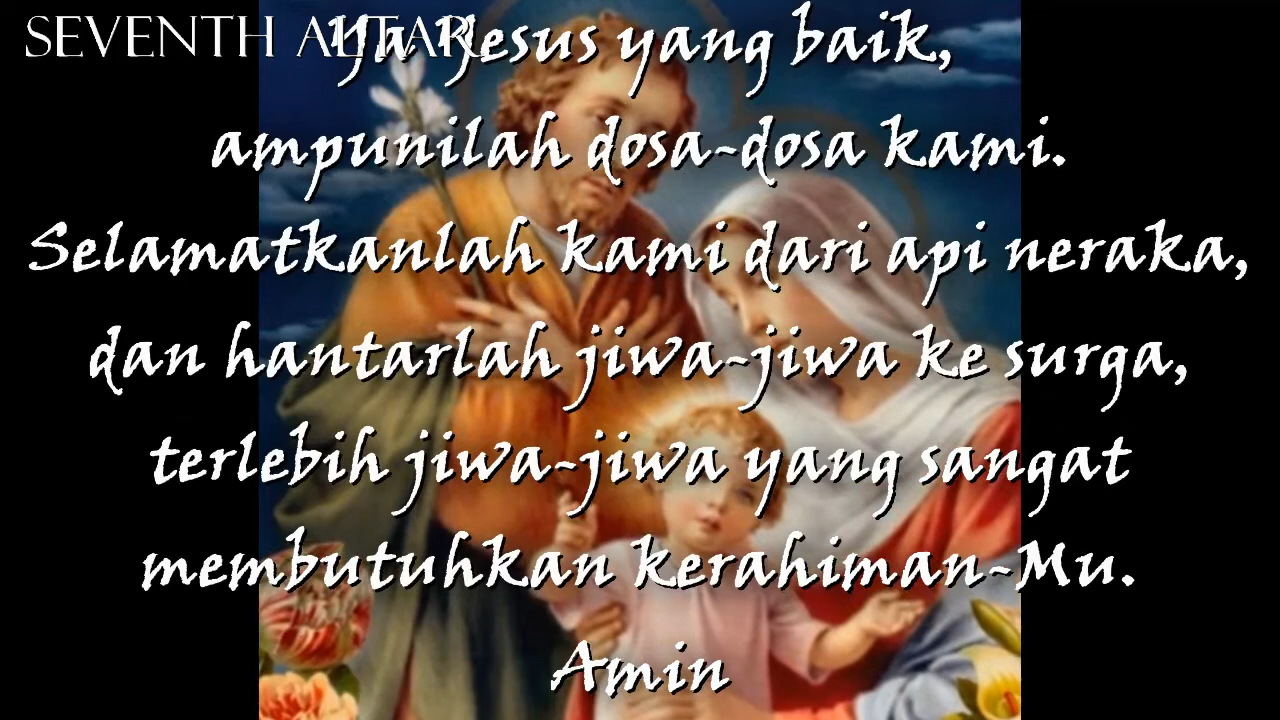 SEVENTH ALTAR
Ya Yesus yang baik,
ampunilah dosa-dosa kami.
Selamatkanlah kami dari api neraka,
dan hantarlah jiwa-jiwa ke surga,
terlebih jiwa-jiwa yang sangat
membutuhkan kerahiman-Mu.
Amin